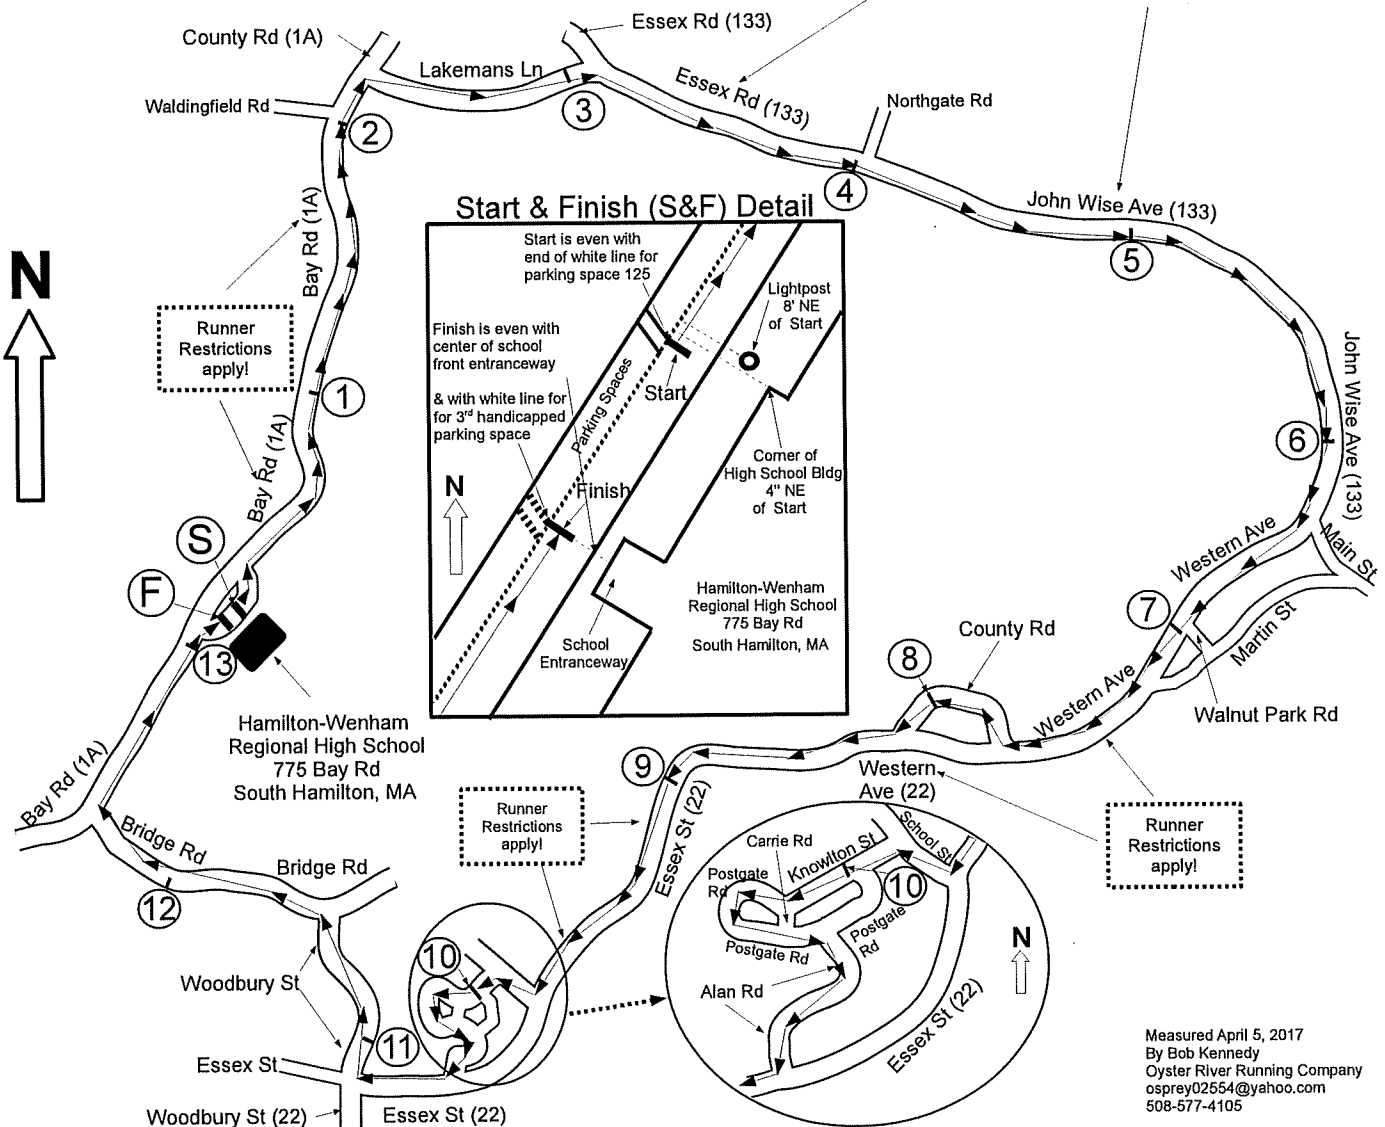 Essex Rd (133)
County Rd (1A)
Lakemans Ln
Essex Rd (133)
Waldingfield Rd
Northgate Rd
2
3
4
John Wise Ave (133)
5
Bay Rd (1A)
N
Runner
Restrictions
apply!
1
Bay Rd (1A)
Start & Finish (S&F) Detail
Start is even with
end of white line for
parking space 125
Lightpost
8' NE
of Start
Finish is even with
center of school
front entranceway
& with white line for
for 3rd handicapped
parking space
Parking Spaces
Start
Corner of
High School Bldg
4" NE
of Start
N
Finish
Hamilton-Wenham
Regional High School
775 Bay Rd
South Hamilton, MA
School
Entranceway
John Wise Ave (133)
6
Western Ave
Main St
7
Martin St
Walnut Park Rd
County Rd
8
Western Ave
S
F
13
Hamilton-Wenham
Regional High School
775 Bay Rd
South Hamilton, MA
Bay Rd (1A)
9
Western
Ave (22)
Runner
Restrictions
apply!
Runner
Restrictions
apply!
Essex St (22)
Bridge Rd
Bridge Rd
12
Carrie Rd
Knowlton St
School St
Postgate
Rd
10
Postgate
Rd
Postgate Rd
Alan Rd
Essex St (22)
N
10
Woodbury St
11
Essex St
Woodbury St (22)
Essex St (22)
Measured April 5, 2017
By Bob Kennedy
Oyster River Running Company
osprey02554@yahoo.com
508-577-4105